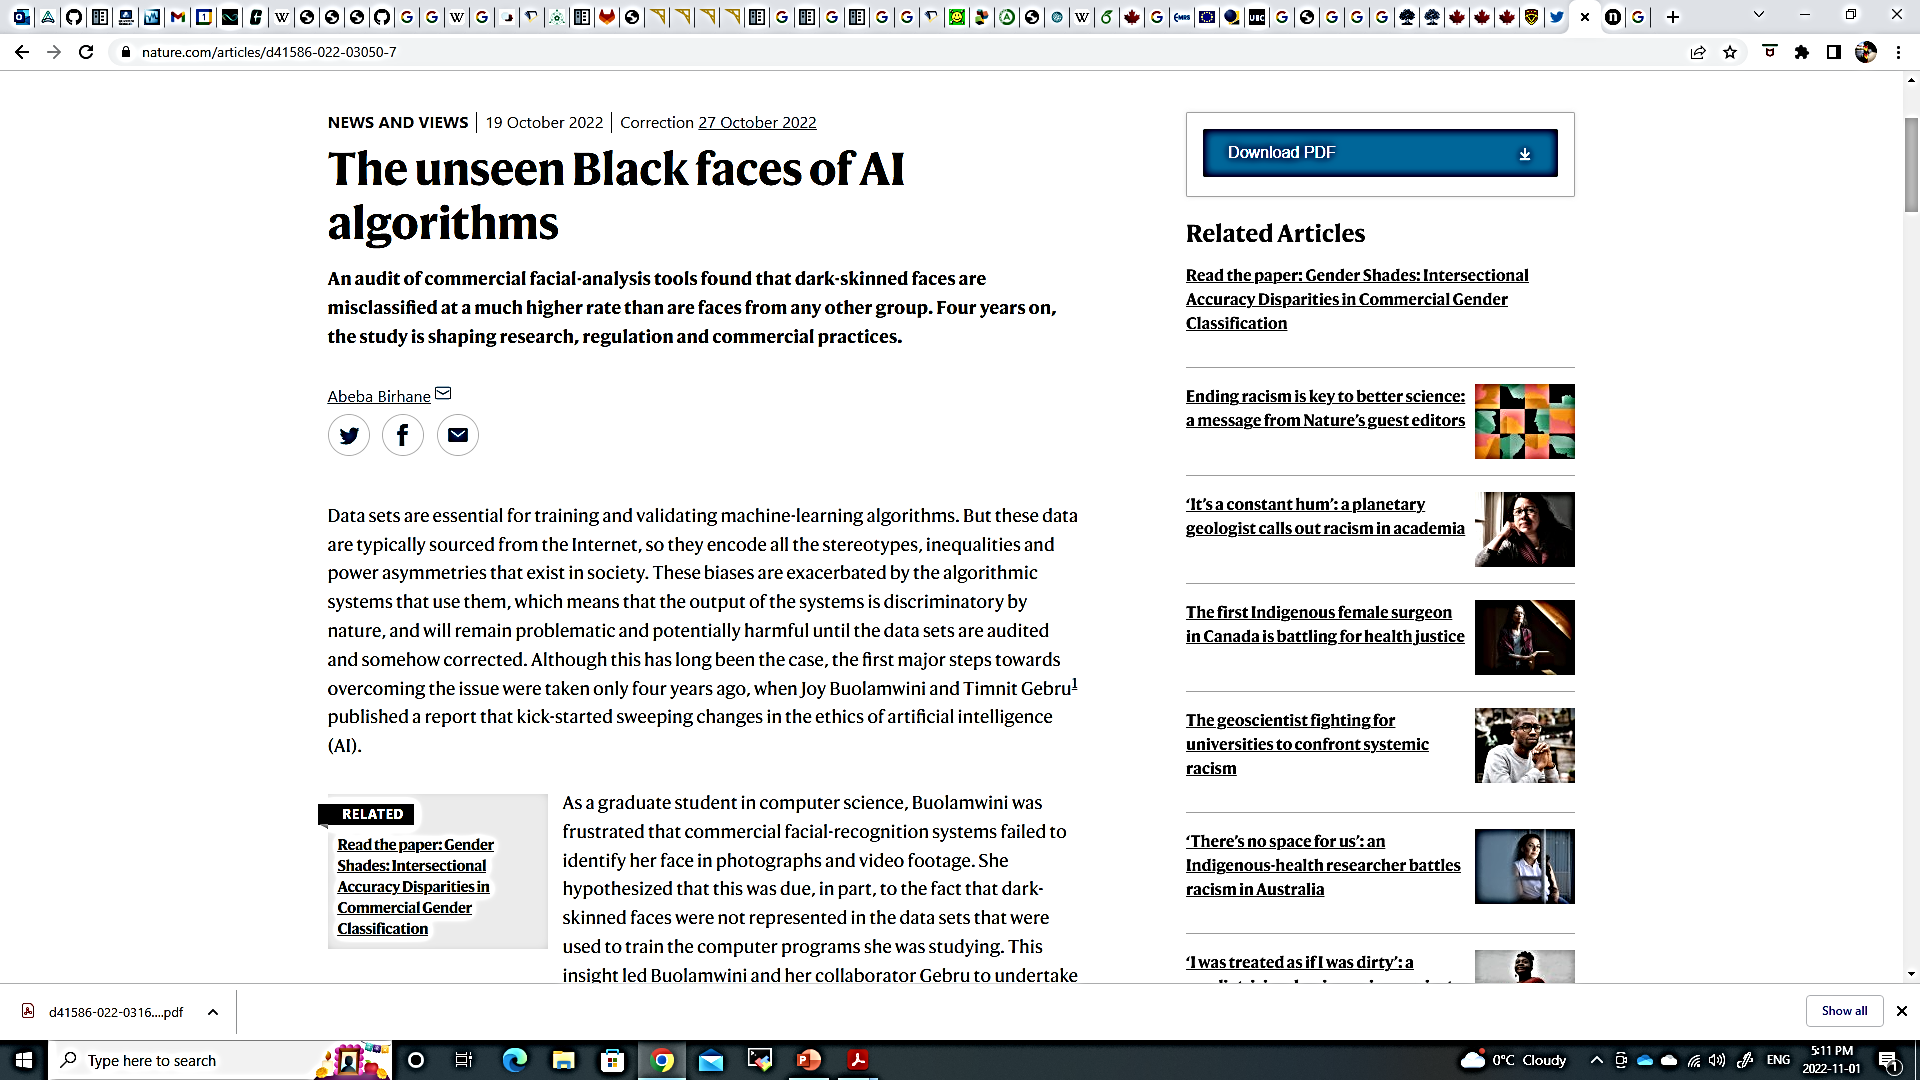 nature.com/articles/d41586-022-03050-7
NEWS AND VIEWS | 19 October 2022 | Correction 27 October 2022
The unseen Black faces of AI
algorithms
An audit of commercial facial-analysis tools found that dark-skinned faces are
misclassified at a much higher rate than are faces from any other group. Four years on,
the study is shaping research, regulation and commercial practices.
Abeba Birhane
Data sets are essential for training and validating machine-learning algorithms. But these data
are typically sourced from the Internet, so they encode all the stereotypes, inequalities and
power asymmetries that exist in society. These biases are exacerbated by the algorithmic
systems that use them, which means that the output of the systems is discriminatory by
nature, and will remain problematic and potentially harmful until the data sets are audited
and somehow corrected. Although this has long been the case, the first major steps towards
overcoming the issue were taken only four years ago, when Joy Buolamwini and Timnit Gebru1
published a report that kick-started sweeping changes in the ethics of artificial intelligence
(AI).
RELATED
Read the paper: Gender
Shades: Intersectional
Accuracy Disparities in
Commercial Gender
Classification
As a graduate student in computer science, Buolamwini was
frustrated that commercial facial-recognition systems failed to
identify her face in photographs and video footage. She
hypothesized that this was due, in part, to the fact that dark-
skinned faces were not represented in the data sets that were
used to train the computer programs she was studying. This
insight led Buolamwini and her collaborator Gebru to undertake
Download PDF
Related Articles
Read the paper: Gender Shades: Intersectional
Accuracy Disparities in Commercial Gender
Classification
Ending racism is key to better science:
a message from Nature's guest editors
'It's a constant hum': a planetary
geologist calls out racism in academia
The first Indigenous female surgeon
in Canada is battling for health justice
The geoscientist fighting for
universities to confront systemic
racism
'There's no space for us': an
Indigenous-health researcher battles
racism in Australia
'I was treated as if I was dirty': a
d41586-022-0316....pdf
Show all
Type here to search
0°C Cloudy
ENG
5:11 PM
2022-11-01
1